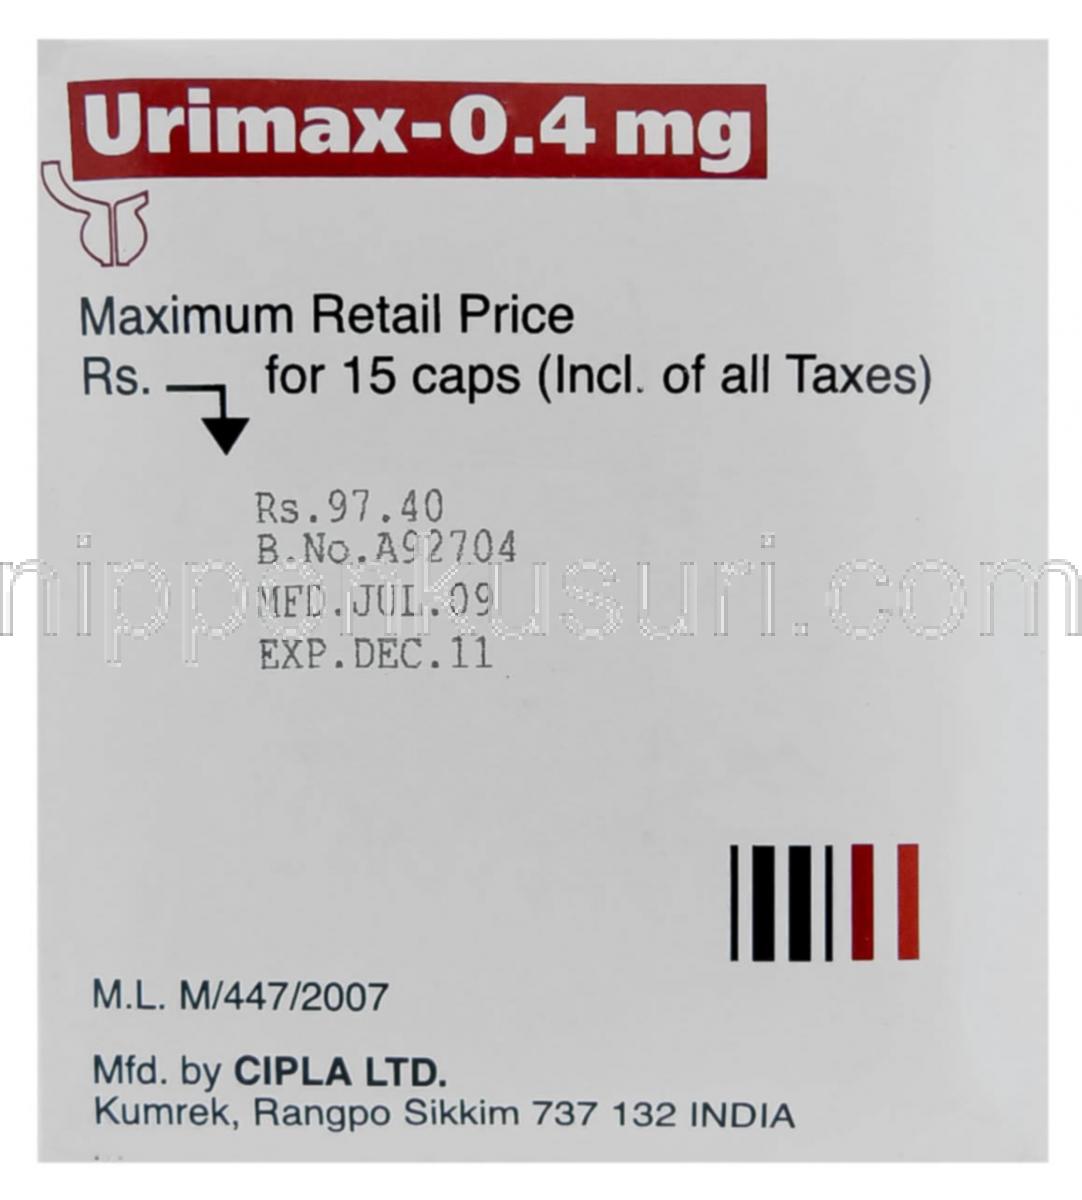 Urimax-0.4 mg
Maximum Retail Price
Rs. for 15 caps (Incl. of all Taxes)
Rs.97.40
B.No.A92704
nipponkusuri.com
MFD.JUL.09
EXP.DEC.11
M.L. M/447/2007
Mfd. by CIPLA LTD.
Kumrek, Rangpo Sikkim 737 132 INDIA